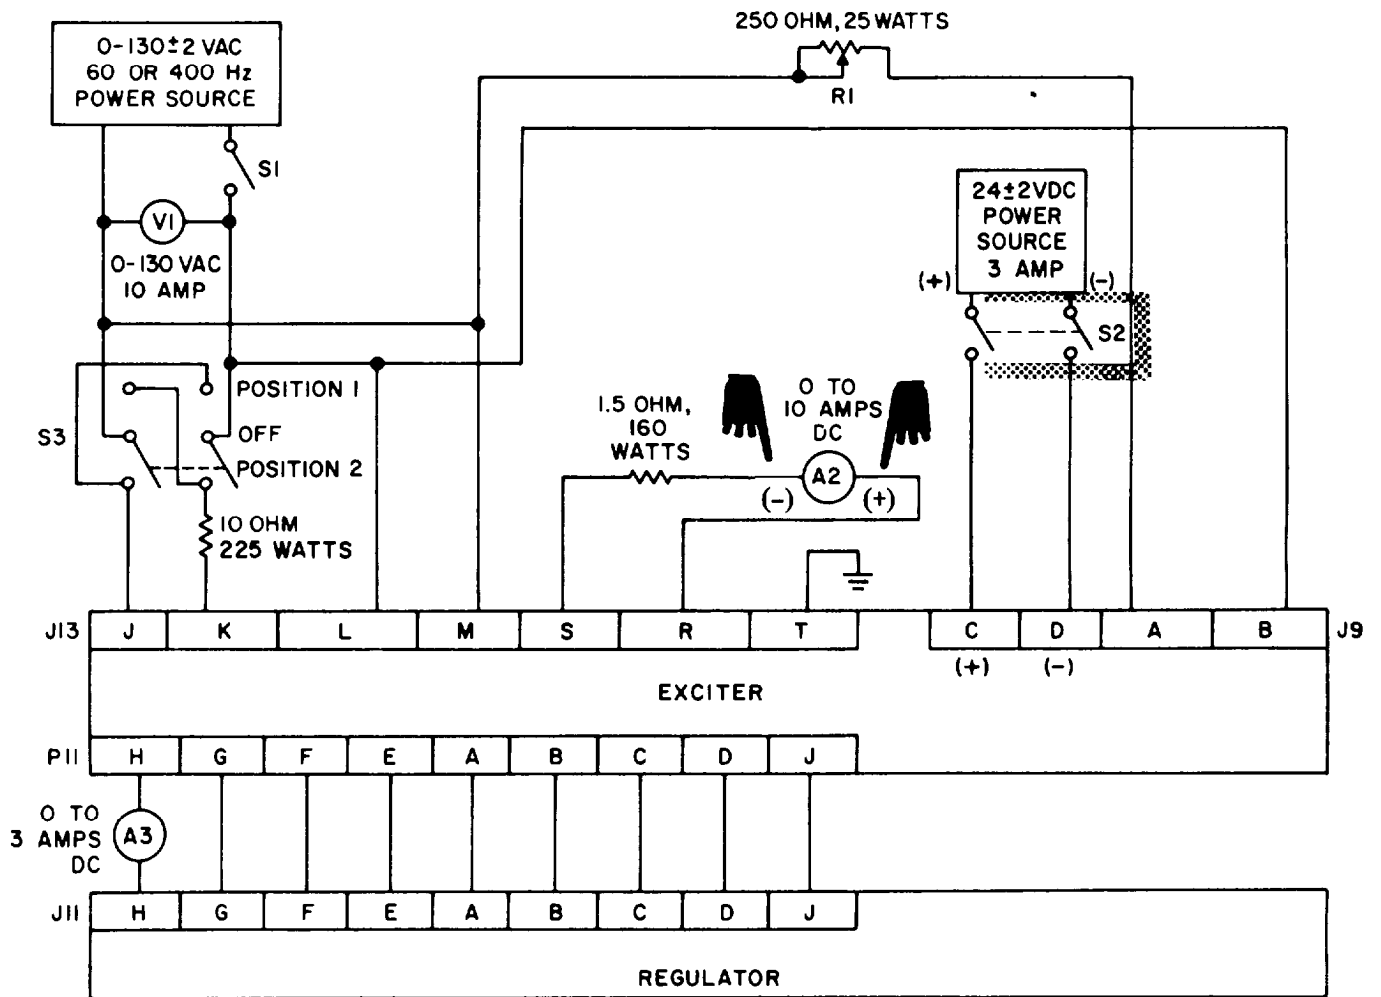 250 OHM, 25 WATTS
R1
0-130±2 VAC
60 OR 400 Hz
POWER SOURCE
S1
V1
0-130 VAC
10 AMP
24±2VDC
POWER
SOURCE
3 AMP
(+)
(-)
S2
S3
POSITION 1
OFF
POSITION 2
10 OHM
225 WATTS
1.5 OHM,
160
WATTS
0 TO
10 AMPS
DC
A2
(-)
(+)
J13
J
K
L
M
S
R
T
C
D
A
B
J9
(+)
(-)
EXCITER
P11
H
G
F
E
A
B
C
D
J
0 TO
3 AMPS
DC
A3
J11
H
G
F
E
A
B
C
D
J
REGULATOR